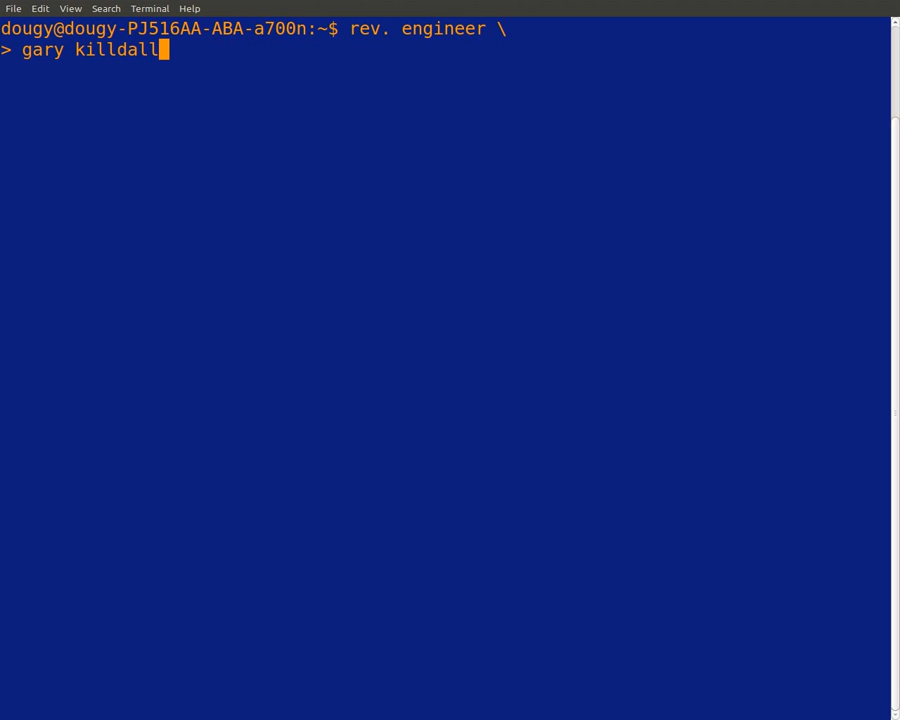 File Edit View Search Terminal Help
dougy@dougy-PJ516AA-ABA-a700n:~$ rev. engineer \
> gary killdall